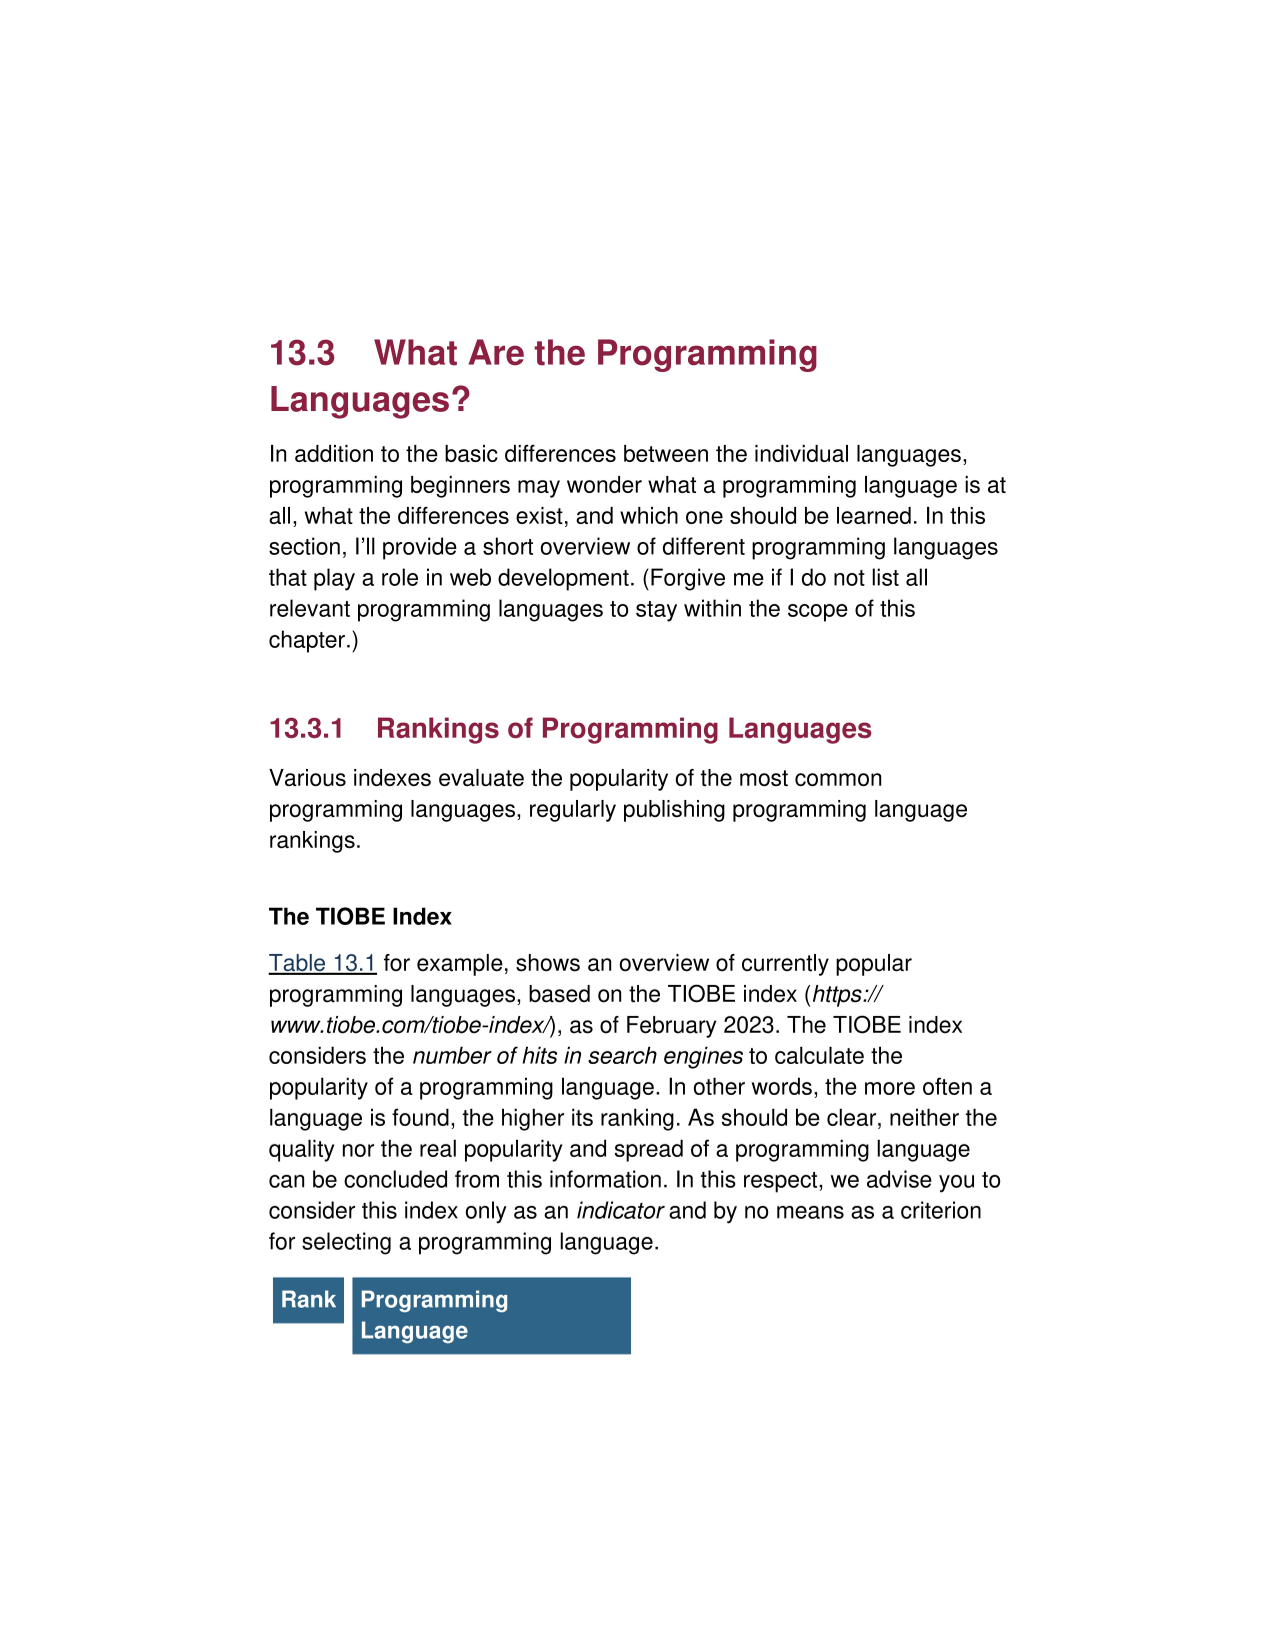 13.3 What Are the Programming
Languages?
In addition to the basic differences between the individual languages,
programming beginners may wonder what a programming language is at
all, what the differences exist, and which one should be learned. In this
section, I’ll provide a short overview of different programming languages
that play a role in web development. (Forgive me if I do not list all
relevant programming languages to stay within the scope of this
chapter.)
13.3.1 Rankings of Programming Languages
Various indexes evaluate the popularity of the most common
programming languages, regularly publishing programming language
rankings.
The TIOBE Index
Table 13.1 for example, shows an overview of currently popular
programming languages, based on the TIOBE index (https://
www.tiobe.com/tiobe-index/), as of February 2023. The TIOBE index
considers the number of hits in search engines to calculate the
popularity of a programming language. In other words, the more often a
language is found, the higher its ranking. As should be clear, neither the
quality nor the real popularity and spread of a programming language
can be concluded from this information. In this respect, we advise you to
consider this index only as an indicator and by no means as a criterion
for selecting a programming language.
Rank Programming
Language